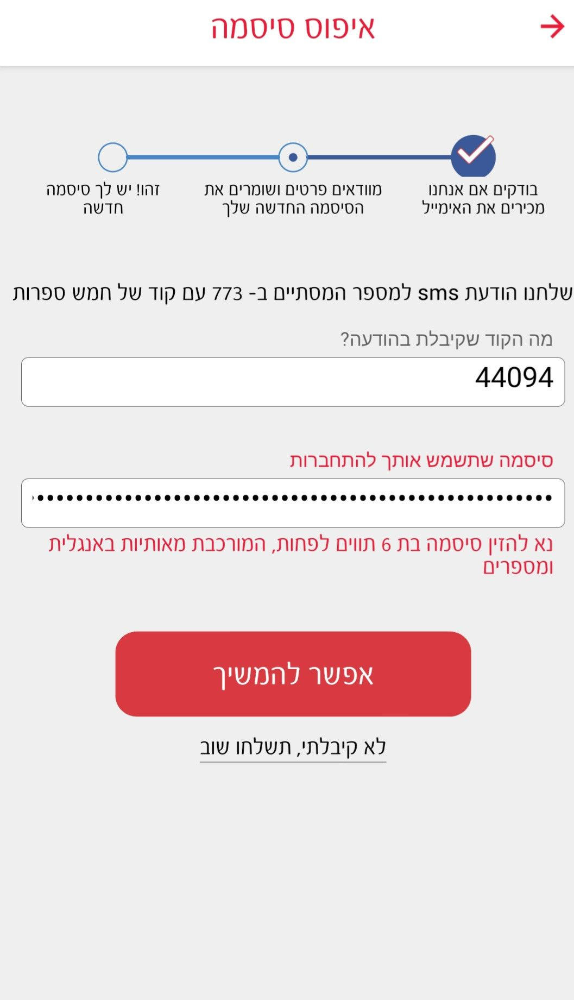 איפוס סיסמה
בודקים אם אנחנו
מכירים את האימייל
מוודאים פרטים ושומרים את
הסיסמה החדשה שלך
זהו! יש לך סיסמה
חדשה
שלחנו הודעת sms למספר המסתיים ב- 773 עם קוד של חמש ספרות
מה הקוד שקיבלת בהודעה?
44094
סיסמה שתשמש אותך להתחברות
נא להזין סיסמה בת 6 תווים לפחות, המורכבת מאותיות באנגלית
ומספרים
אפשר להמשיך
לא קיבלתי, תשלחו שוב